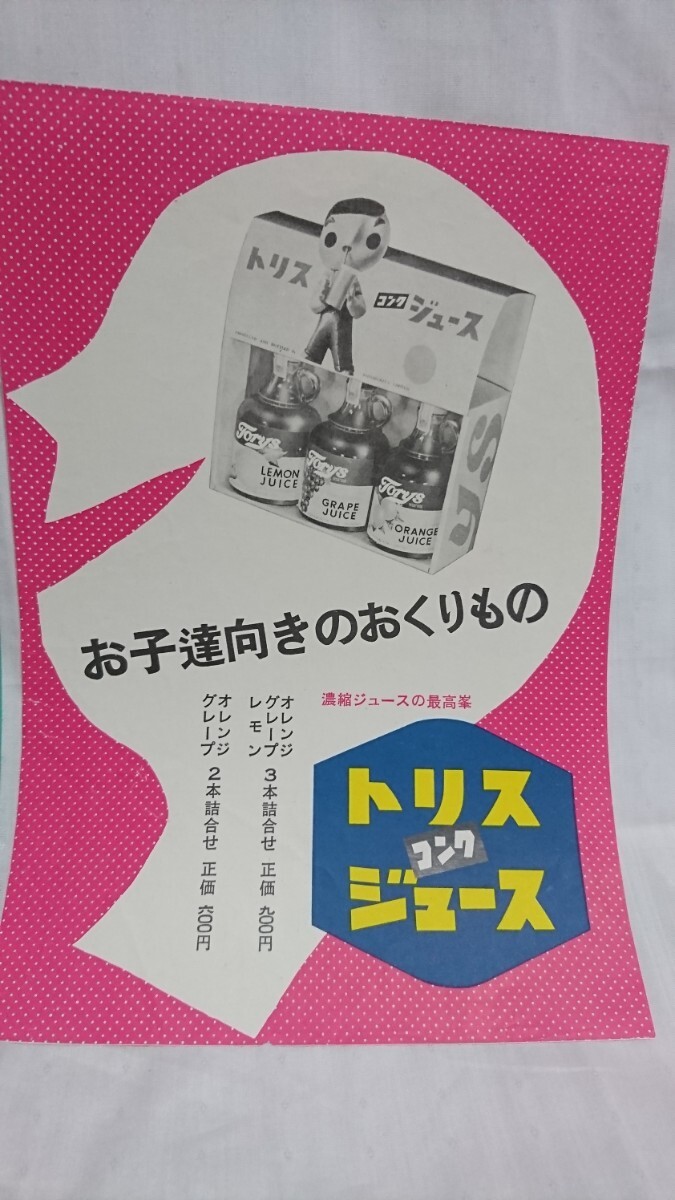 トリス
コンク ジュース
Torys
LEMON
JUICE
Torys
GRAPE
JUICE
Torys
ORANGE
JUICE
お子達向きのおくりもの
濃縮ジュースの最高峯
オレンジ
グレープ
レモン
3本詰合せ 正価 九〇〇円
オレンジ
グレープ
2本詰合せ 正価 六〇〇円
トリス
コンク
ジュース